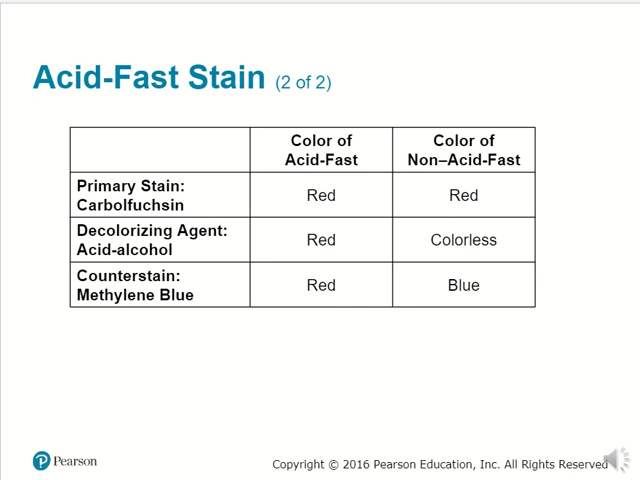 Acid-Fast Stain (2 of 2)
Color of
Acid-Fast
Color of
Non–Acid-Fast
Primary Stain:
Carbolfuchsin
Red
Red
Decolorizing Agent:
Acid-alcohol
Red
Colorless
Counterstain:
Methylene Blue
Red
Blue
Pearson
Copyright © 2016 Pearson Education, Inc. All Rights Reserved